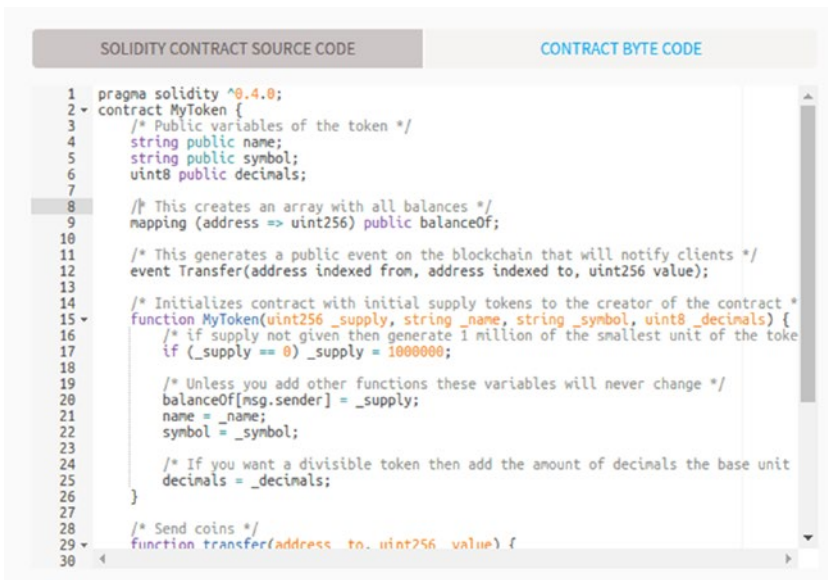 SOLIDITY CONTRACT SOURCE CODE CONTRACT BYTE CODE
1 pragma solidity ^0.4.0;
2 contract MyToken {
3 /* Public variables of the token */
4 string public name;
5 string public symbol;
6 uint8 public decimals;
7
8 /* This creates an array with all balances */
9 mapping (address => uint256) public balanceOf;
10
11 /* This generates a public event on the blockchain that will notify clients */
12 event Transfer(address indexed from, address indexed to, uint256 value);
13
14 /* Initializes contract with initial supply tokens to the creator of the contract *
15 function MyToken(uint256 _supply, string _name, string _symbol, uint8 _decimals) {
16 /* if supply not given then generate 1 million of the smallest unit of the toke
17 if (_supply == 0) _supply = 1000000;
18
19 /* Unless you add other functions these variables will never change */
20 balanceOf[msg.sender] = _supply;
21 name = _name;
22 symbol = _symbol;
23
24 /* If you want a divisible token then add the amount of decimals the base unit
25 decimals = _decimals;
26 }
27
28 /* Send coins */
29 function transfer(address _to, uint256 _value) {
30